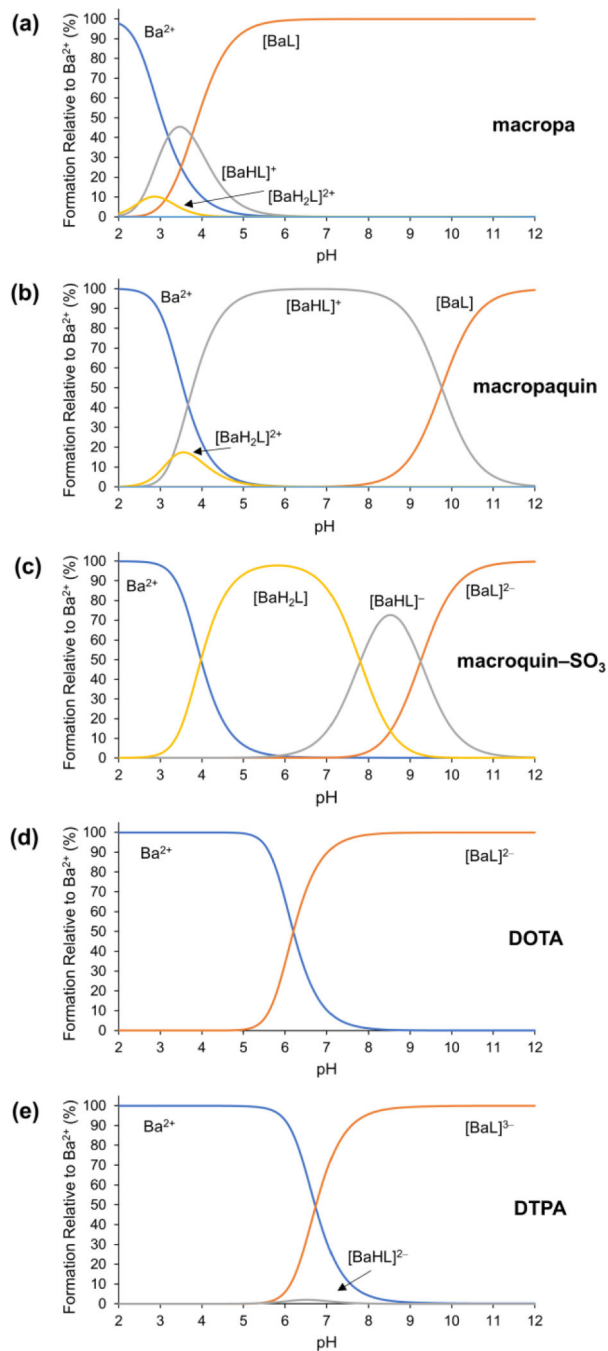 (a)
Formation Relative to Ba²⁺ (%)
100
90
80
70
60
50
40
30
20
10
0
Ba²⁺
[BaL]
macropa
[BaHL]⁺
[BaH₂L]²⁺
2 3 4 5 6 7 8 9 10 11 12
pH
(b)
Formation Relative to Ba²⁺ (%)
100
90
80
70
60
50
40
30
20
10
0
Ba²⁺
[BaHL]⁺
[BaL]
macropaquin
[BaH₂L]²⁺
2 3 4 5 6 7 8 9 10 11 12
pH
(c)
Formation Relative to Ba²⁺ (%)
100
90
80
70
60
50
40
30
20
10
0
Ba²⁺
[BaH₂L]
[BaHL]⁻
[BaL]²⁻
macroquin–SO₃
2 3 4 5 6 7 8 9 10 11 12
pH
(d)
Formation Relative to Ba²⁺ (%)
100
90
80
70
60
50
40
30
20
10
0
Ba²⁺
[BaL]²⁻
DOTA
2 3 4 5 6 7 8 9 10 11 12
pH
(e)
Formation Relative to Ba²⁺ (%)
100
90
80
70
60
50
40
30
20
10
0
Ba²⁺
[BaL]³⁻
DTPA
[BaHL]²⁻
2 3 4 5 6 7 8 9 10 11 12
pH